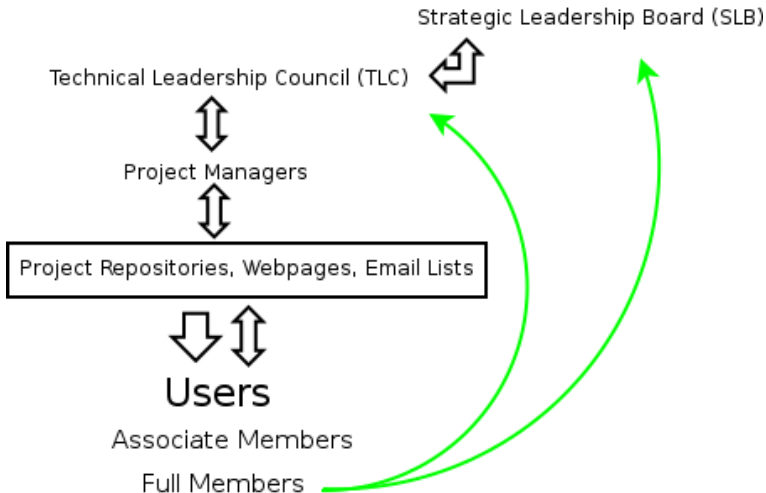 Strategic Leadership Board (SLB)
Technical Leadership Council (TLC)
Project Managers
Project Repositories, Webpages, Email Lists
Users
Associate Members
Full Members